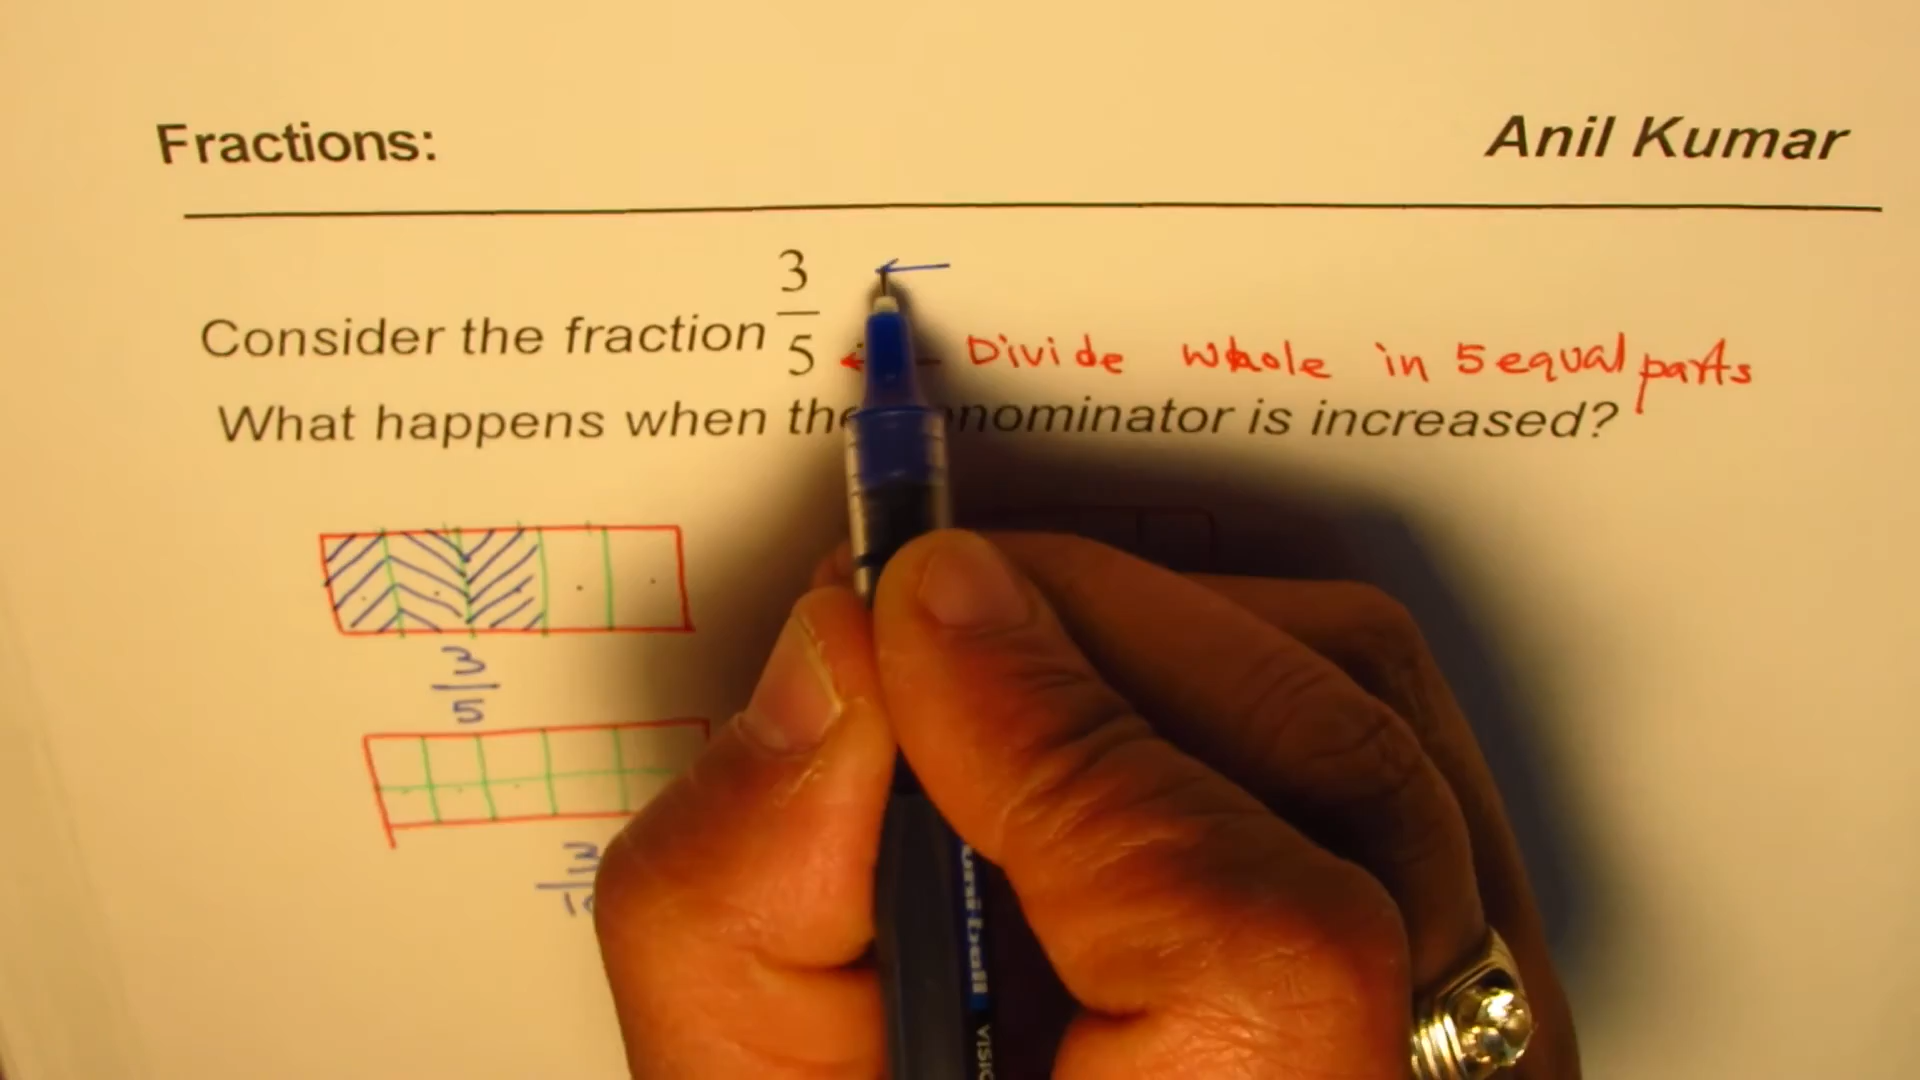 Fractions:
Anil Kumar
Consider the fraction 3/5
Divide whole in 5 equal parts
What happens when the nominator is increased?
3/5
3
uni-ball